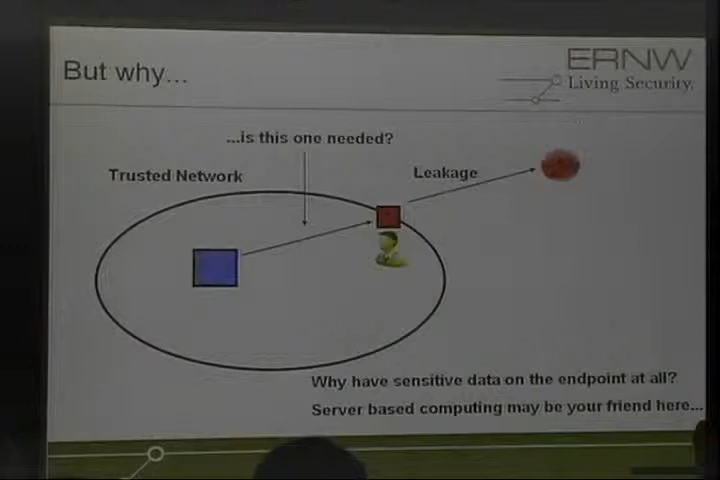 But why...
ERNW
Living Security.
...is this one needed?
Trusted Network
Leakage
Why have sensitive data on the endpoint at all?
Server based computing may be your friend here...